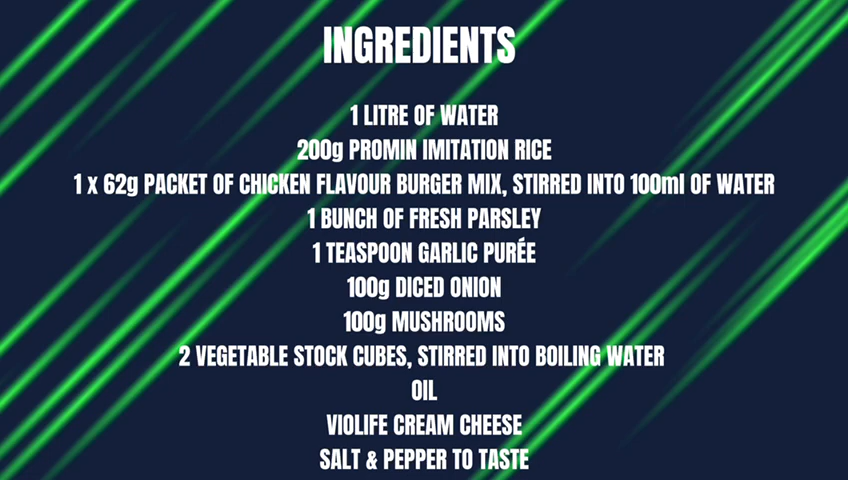 INGREDIENTS
1 LITRE OF WATER
200g PROMIN IMITATION RICE
1 x 62g PACKET OF CHICKEN FLAVOUR BURGER MIX, STIRRED INTO 100ml OF WATER
1 BUNCH OF FRESH PARSLEY
1 TEASPOON GARLIC PURÉE
100g DICED ONION
100g MUSHROOMS
2 VEGETABLE STOCK CUBES, STIRRED INTO BOILING WATER
OIL
VIOLIFE CREAM CHEESE
SALT & PEPPER TO TASTE